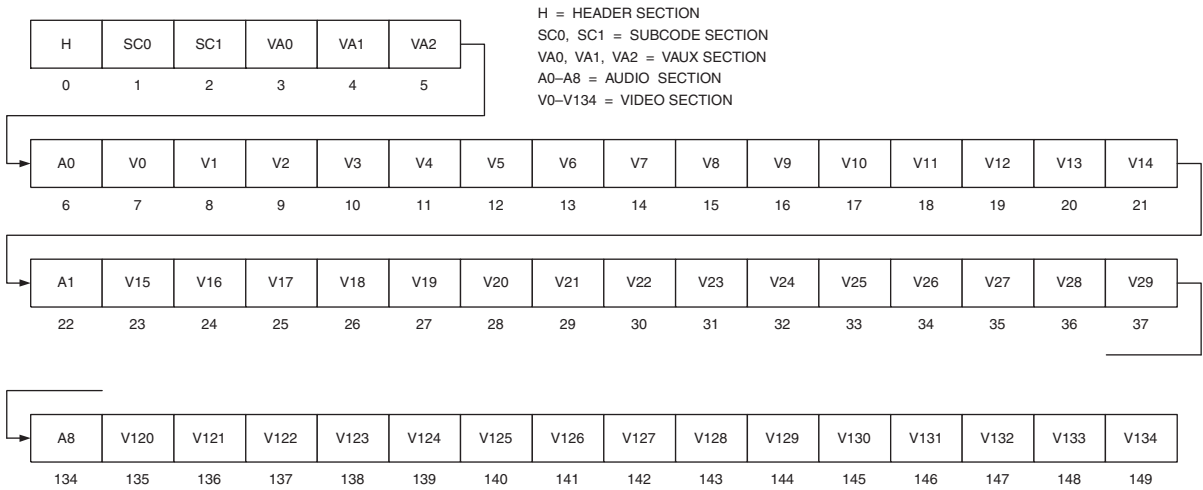 H = HEADER SECTION
SC0, SC1 = SUBCODE SECTION
VA0, VA1, VA2 = VAUX SECTION
A0–A8 = AUDIO SECTION
V0–V134 = VIDEO SECTION
H SC0 SC1 VA0 VA1 VA2
0 1 2 3 4 5
A0 V0 V1 V2 V3 V4 V5 V6 V7 V8 V9 V10 V11 V12 V13 V14
6 7 8 9 10 11 12 13 14 15 16 17 18 19 20 21
A1 V15 V16 V17 V18 V19 V20 V21 V22 V23 V24 V25 V26 V27 V28 V29
22 23 24 25 26 27 28 29 30 31 32 33 34 35 36 37
A8 V120 V121 V122 V123 V124 V125 V126 V127 V128 V129 V130 V131 V132 V133 V134
134 135 136 137 138 139 140 141 142 143 144 145 146 147 148 149